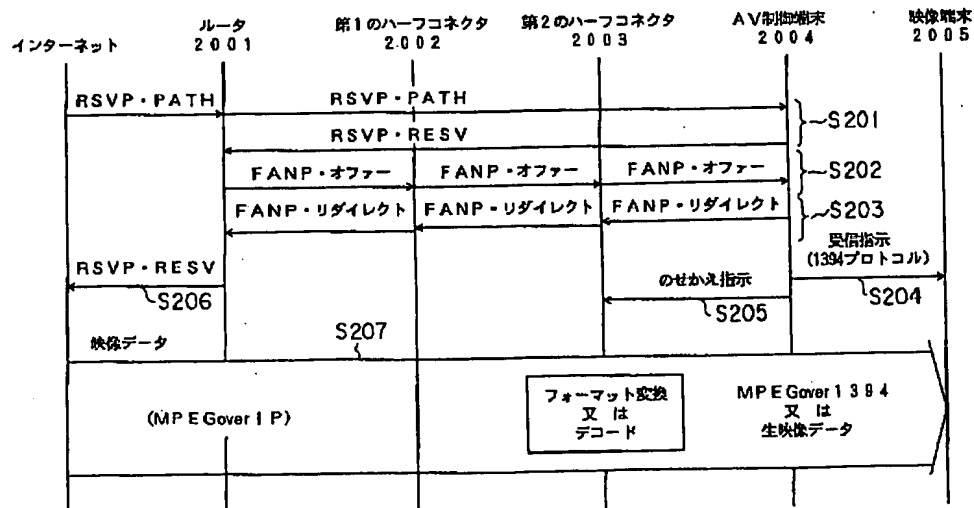 インターネット
ルータ
2001
第1のハーフコネクタ
2002
第2のハーフコネクタ
2003
AV制御端末
2004
映像端末
2005
RSVP・PATH
RSVP・PATH
S201
RSVP・RESV
FANP・オファー
FANP・オファー
FANP・オファー
S202
FANP・リダイレクト
FANP・リダイレクト
FANP・リダイレクト
S203
受信指示
(1394プロトコル)
RSVP・RESV
のせかえ指示
S206
S205
S204
映像データ
S207
(MPEGover IP)
フォーマット変換
又は
デコード
MPEGover1394
又は
生映像データ